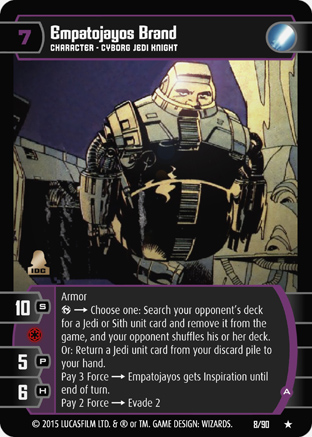 7 Empatojayos Brand
CHARACTER - CYBORG JEDI KNIGHT
IDC
Armor
→ Choose one: Search your opponent's deck
for a Jedi or Sith unit card and remove it from the
game, and your opponent shuffles his or her deck.
Or: Return a Jedi unit card from your discard pile to
your hand.
Pay 3 Force → Empatojayos gets Inspiration until
end of turn.
Pay 2 Force → Evade 2
10 S
5 P
6 H
A
© 2015 LUCASFILM LTD. & ® or TM. GAME DESIGN: WIZARDS. 8/90 ★